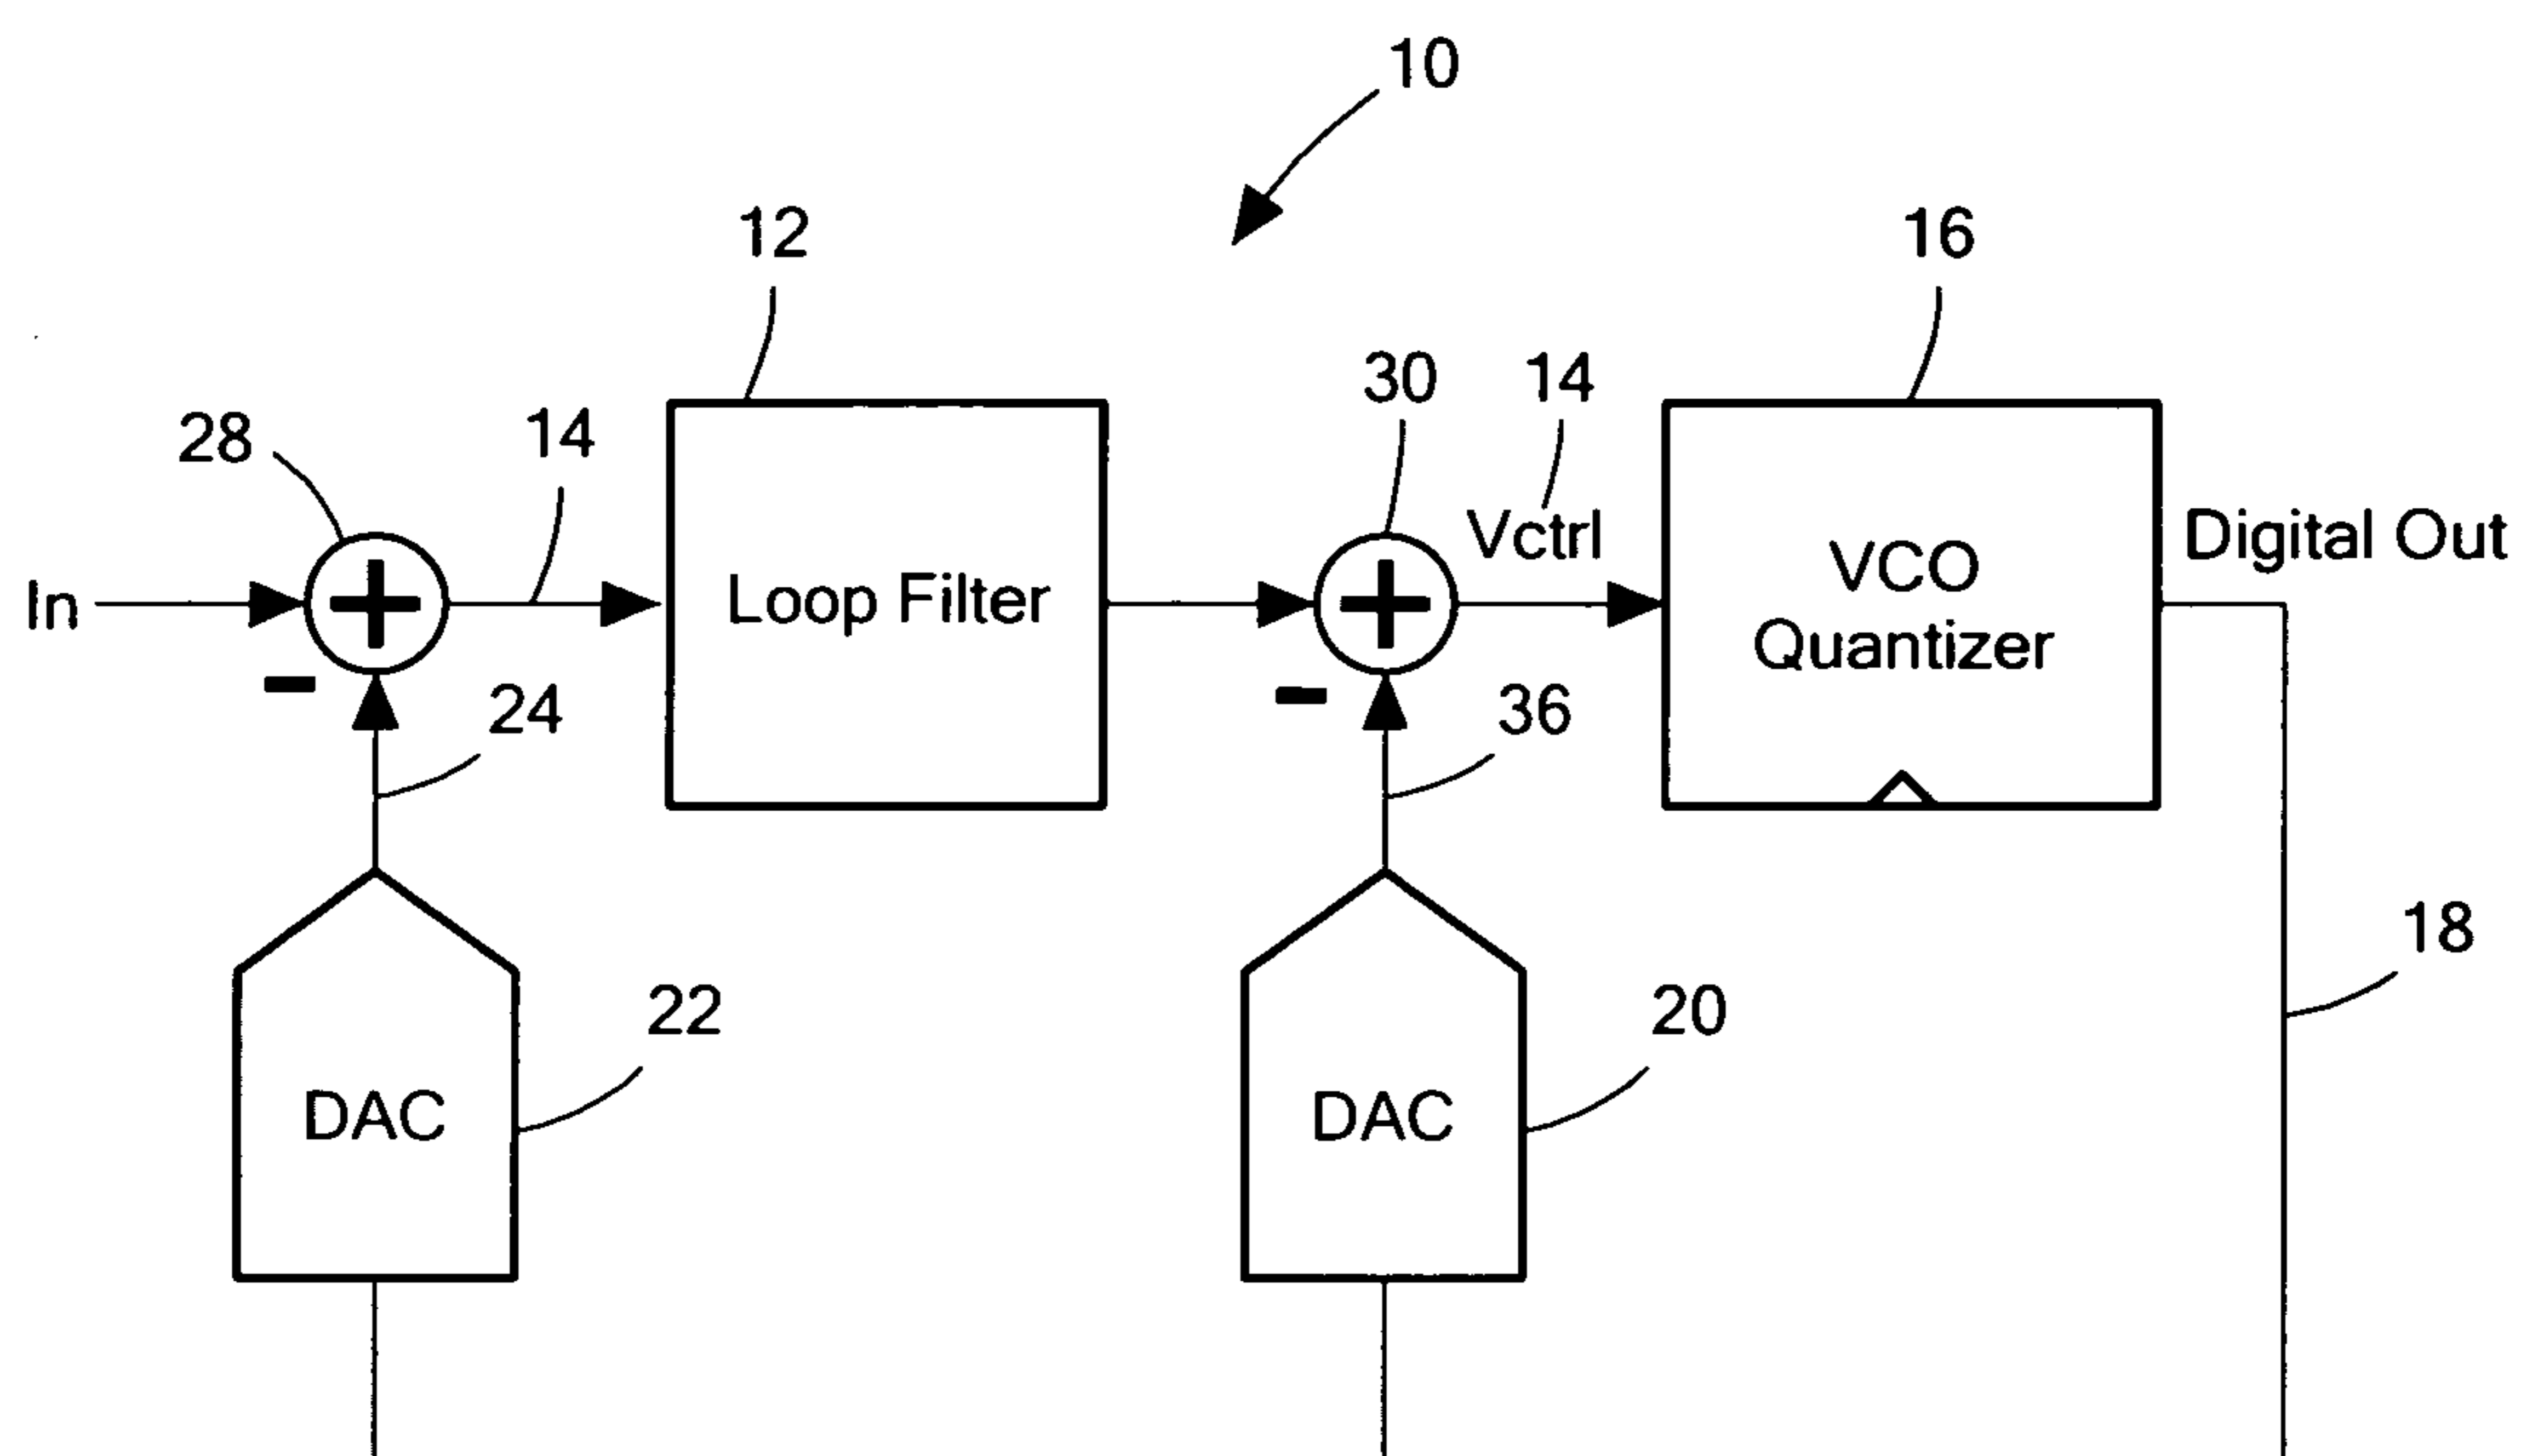 10
12
16
30
14
28
14
Vctrl
Digital Out
VCO
Quantizer
In
Loop Filter
24
36
18
22
20
DAC
DAC